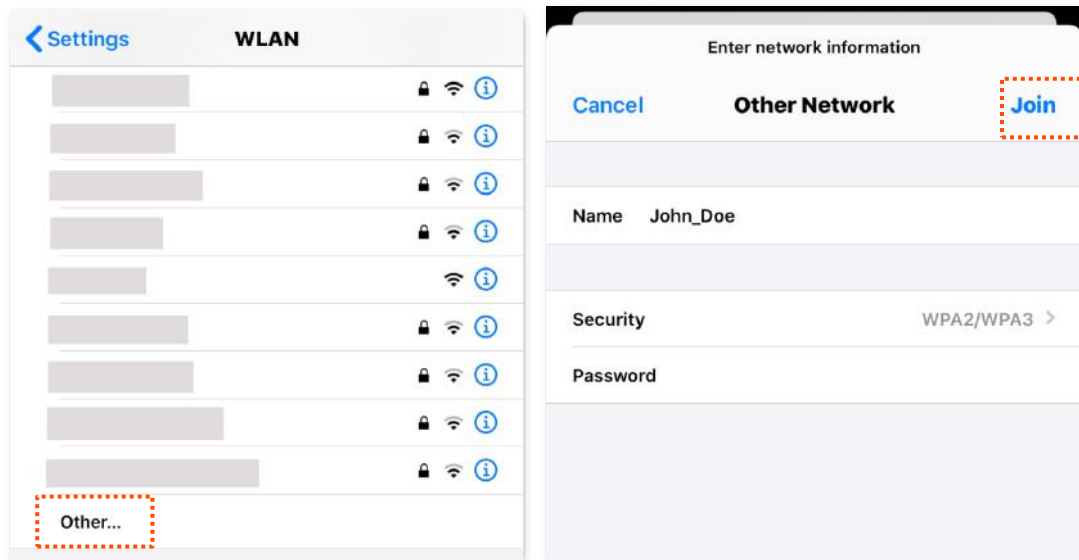 Settings
WLAN
Other...
Enter network information
Cancel
Other Network
Join
Name John_Doe
Security WPA2/WPA3
Password